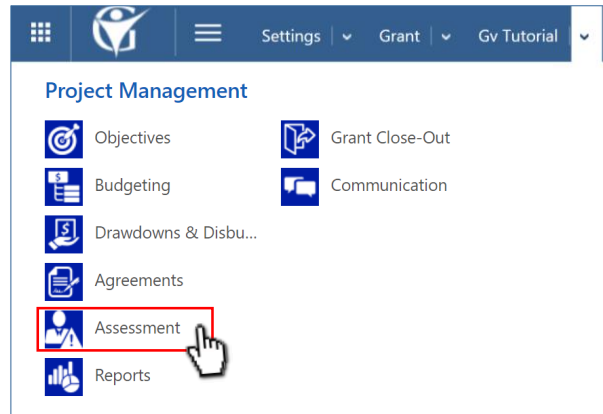 Settings
Grant
Gv Tutorial
Project Management
Objectives
Grant Close-Out
Budgeting
Communication
Drawdowns & Disbu...
Agreements
Assessment
Reports